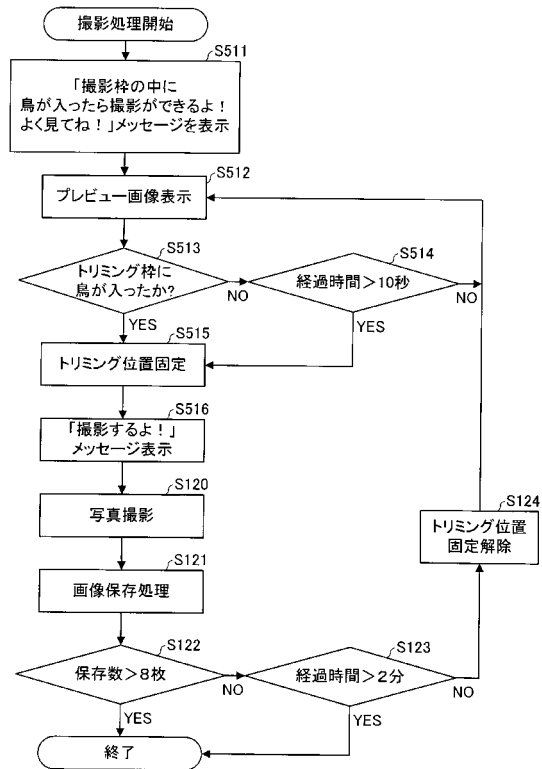 撮影処理開始
S511
「撮影枠の中に
鳥が入ったら撮影ができるよ！
よく見てね！」メッセージを表示
S512
プレビュー画像表示
S513
トリミング枠に
鳥が入ったか?
NO
YES
S514
経過時間＞10秒
NO
YES
S515
トリミング位置固定
S516
「撮影するよ！」
メッセージ表示
S120
写真撮影
S121
画像保存処理
S122
保存数＞8枚
NO
YES
S123
経過時間＞2分
NO
YES
S124
トリミング位置
固定解除
終了